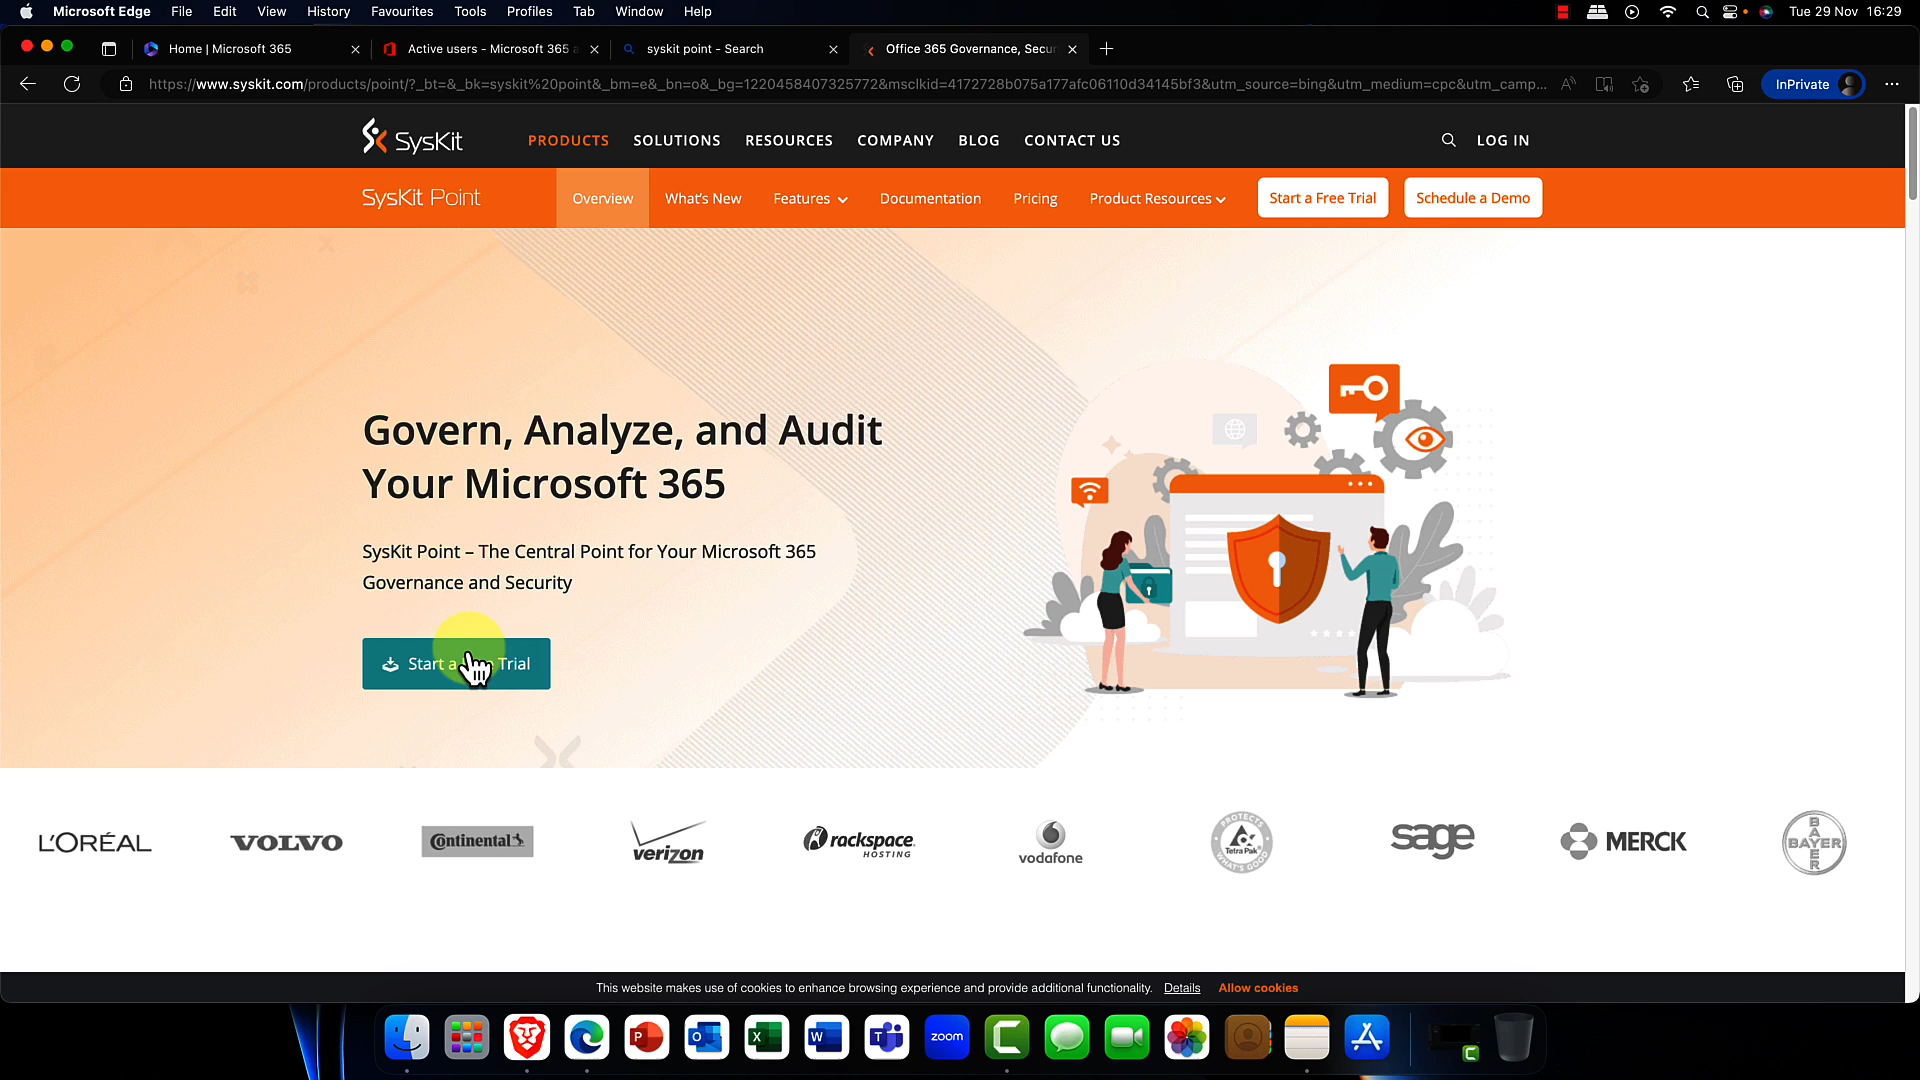 Microsoft Edge File Edit View History Favourites Tools Profiles Tab Window Help Tue 29 Nov 16:29
Home | Microsoft 365
Active users - Microsoft 365 a
syskit point - Search
Office 365 Governance, Secur
https://www.syskit.com/products/point/?_bt=&_bk=syskit%20point&_bm=e&_bn=o&_bg=1220458407325772&msclkid=4172728b075a177afc06110d34145bf3&utm_source=bing&utm_medium=cpc&utm_camp...
InPrivate
SysKit
PRODUCTS SOLUTIONS RESOURCES COMPANY BLOG CONTACT US LOG IN
SysKit Point
Overview What's New Features Documentation Pricing Product Resources Start a Free Trial Schedule a Demo
Govern, Analyze, and Audit
Your Microsoft 365
SysKit Point – The Central Point for Your Microsoft 365
Governance and Security
Start a Trial
L'ORÉAL
VOLVO
Continental
verizon
rackspace.
HOSTING
vodafone
PROTECTS
Tetra Pak
WHAT'S GOOD
sage
MERCK
BAYER
BAYER
This website makes use of cookies to enhance browsing experience and provide additional functionality. Details Allow cookies
zoom